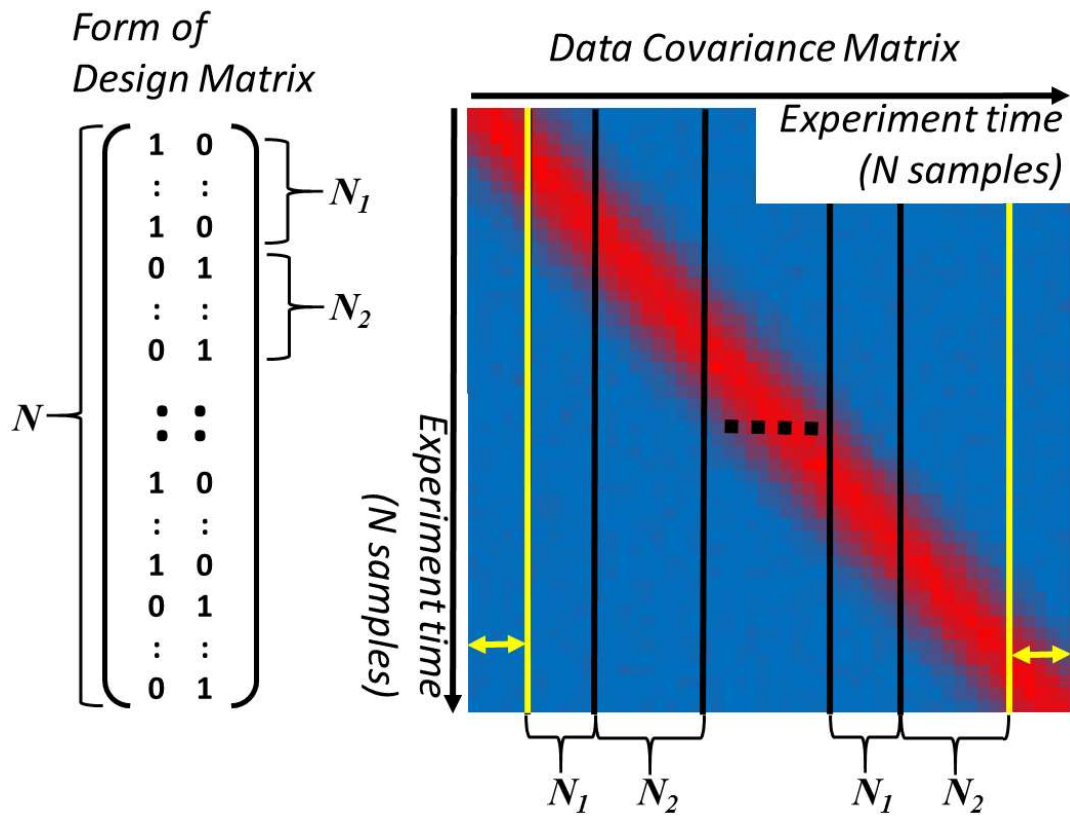 Form of
Design Matrix
1 0
: :
1 0
0 1
: :
0 1
: :
1 0
: :
1 0
0 1
: :
0 1
N
N1
N2
Data Covariance Matrix
Experiment time
(N samples)
Experiment time
(N samples)
N1
N2
N1
N2